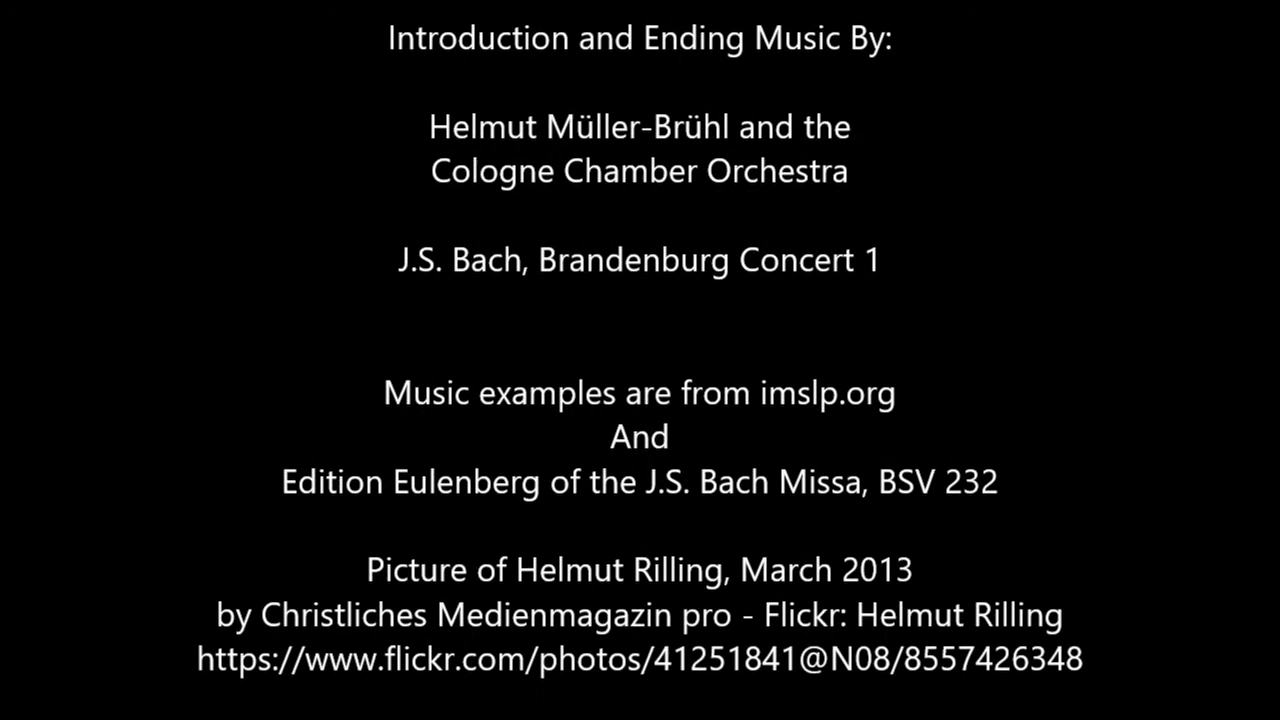 Introduction and Ending Music By:
Helmut Müller-Brühl and the
Cologne Chamber Orchestra
J.S. Bach, Brandenburg Concert 1
Music examples are from imslp.org
And
Edition Eulenberg of the J.S. Bach Missa, BSV 232
Picture of Helmut Rilling, March 2013
by Christliches Medienmagazin pro - Flickr: Helmut Rilling
https://www.flickr.com/photos/41251841@N08/8557426348